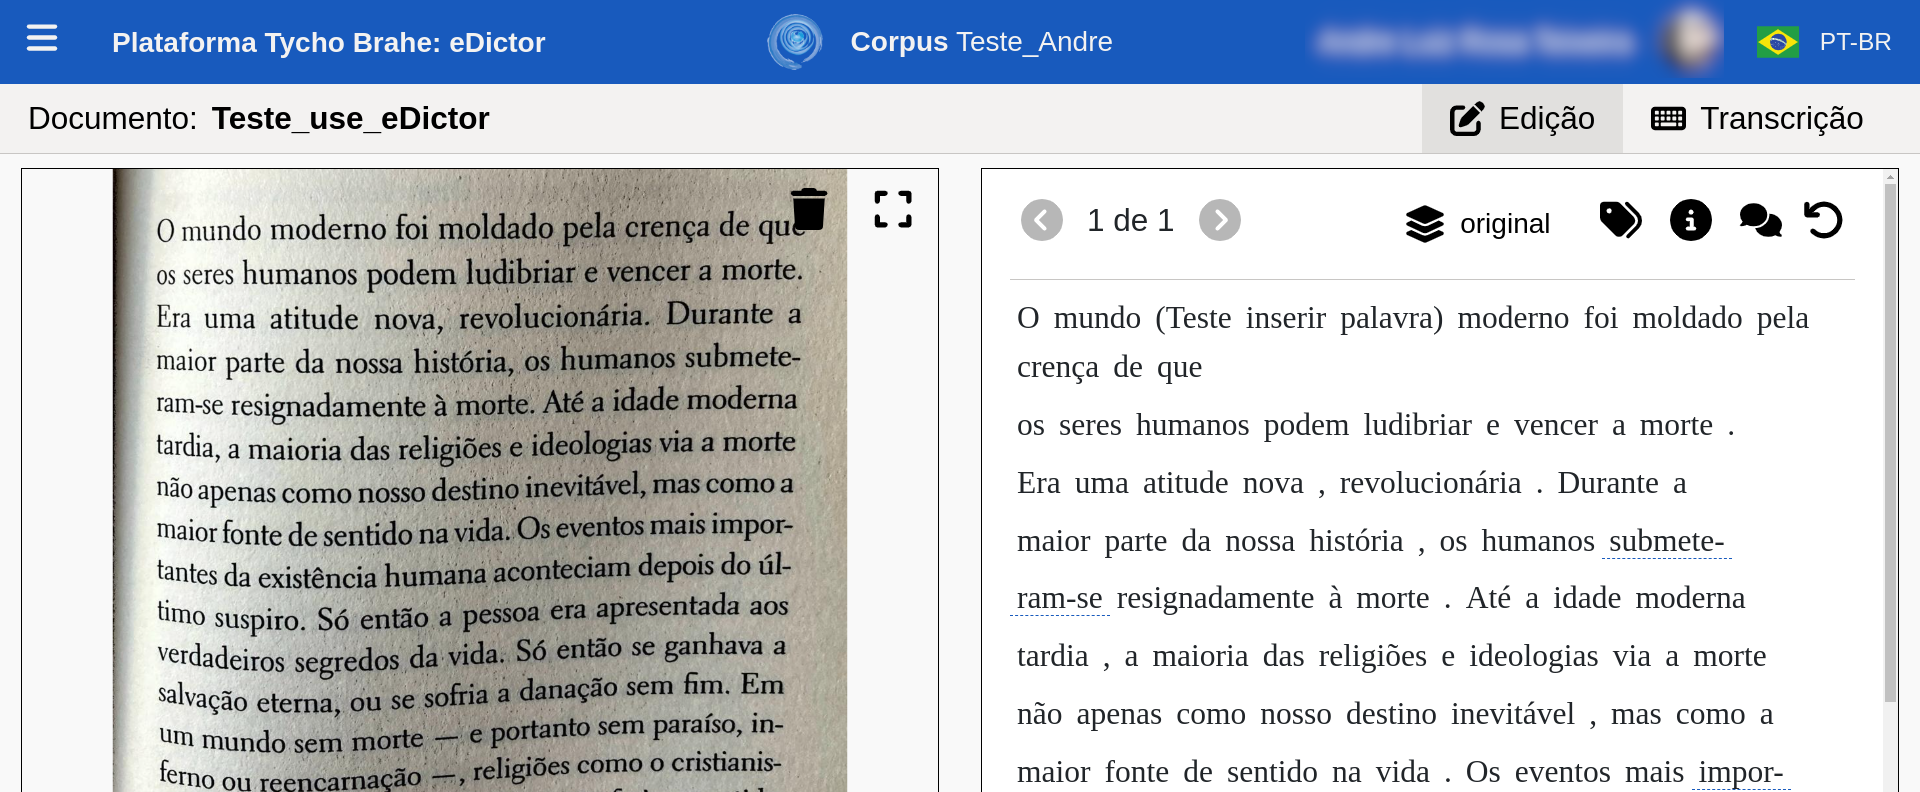 Plataforma Tycho Brahe: eDictor
Corpus Teste_Andre
PT-BR
Documento: Teste_use_eDictor
Edição
Transcrição
O mundo moderno foi moldado pela crença de que
os seres humanos podem ludibriar e vencer a morte.
Era uma atitude nova, revolucionária. Durante a
maior parte da nossa história, os humanos submete-
ram-se resignadamente à morte. Até a idade moderna
tardia, a maioria das religiões e ideologias via a morte
não apenas como nosso destino inevitável, mas como a
maior fonte de sentido na vida. Os eventos mais impor-
tantes da existência humana aconteciam depois do úl-
timo suspiro. Só então a pessoa era apresentada aos
verdadeiros segredos da vida. Só então se ganhava a
salvação eterna, ou se sofria a danação sem fim. Em
um mundo sem morte — e portanto sem paraíso, in-
ferno ou reencarnação —, religiões como o cristianis-
1 de 1
original
O mundo (Teste inserir palavra) moderno foi moldado pela
crença de que
os seres humanos podem ludibriar e vencer a morte .
Era uma atitude nova , revolucionária . Durante a
maior parte da nossa história , os humanos submete-
ram-se resignadamente à morte . Até a idade moderna
tardia , a maioria das religiões e ideologias via a morte
não apenas como nosso destino inevitável , mas como a
maior fonte de sentido na vida . Os eventos mais impor-